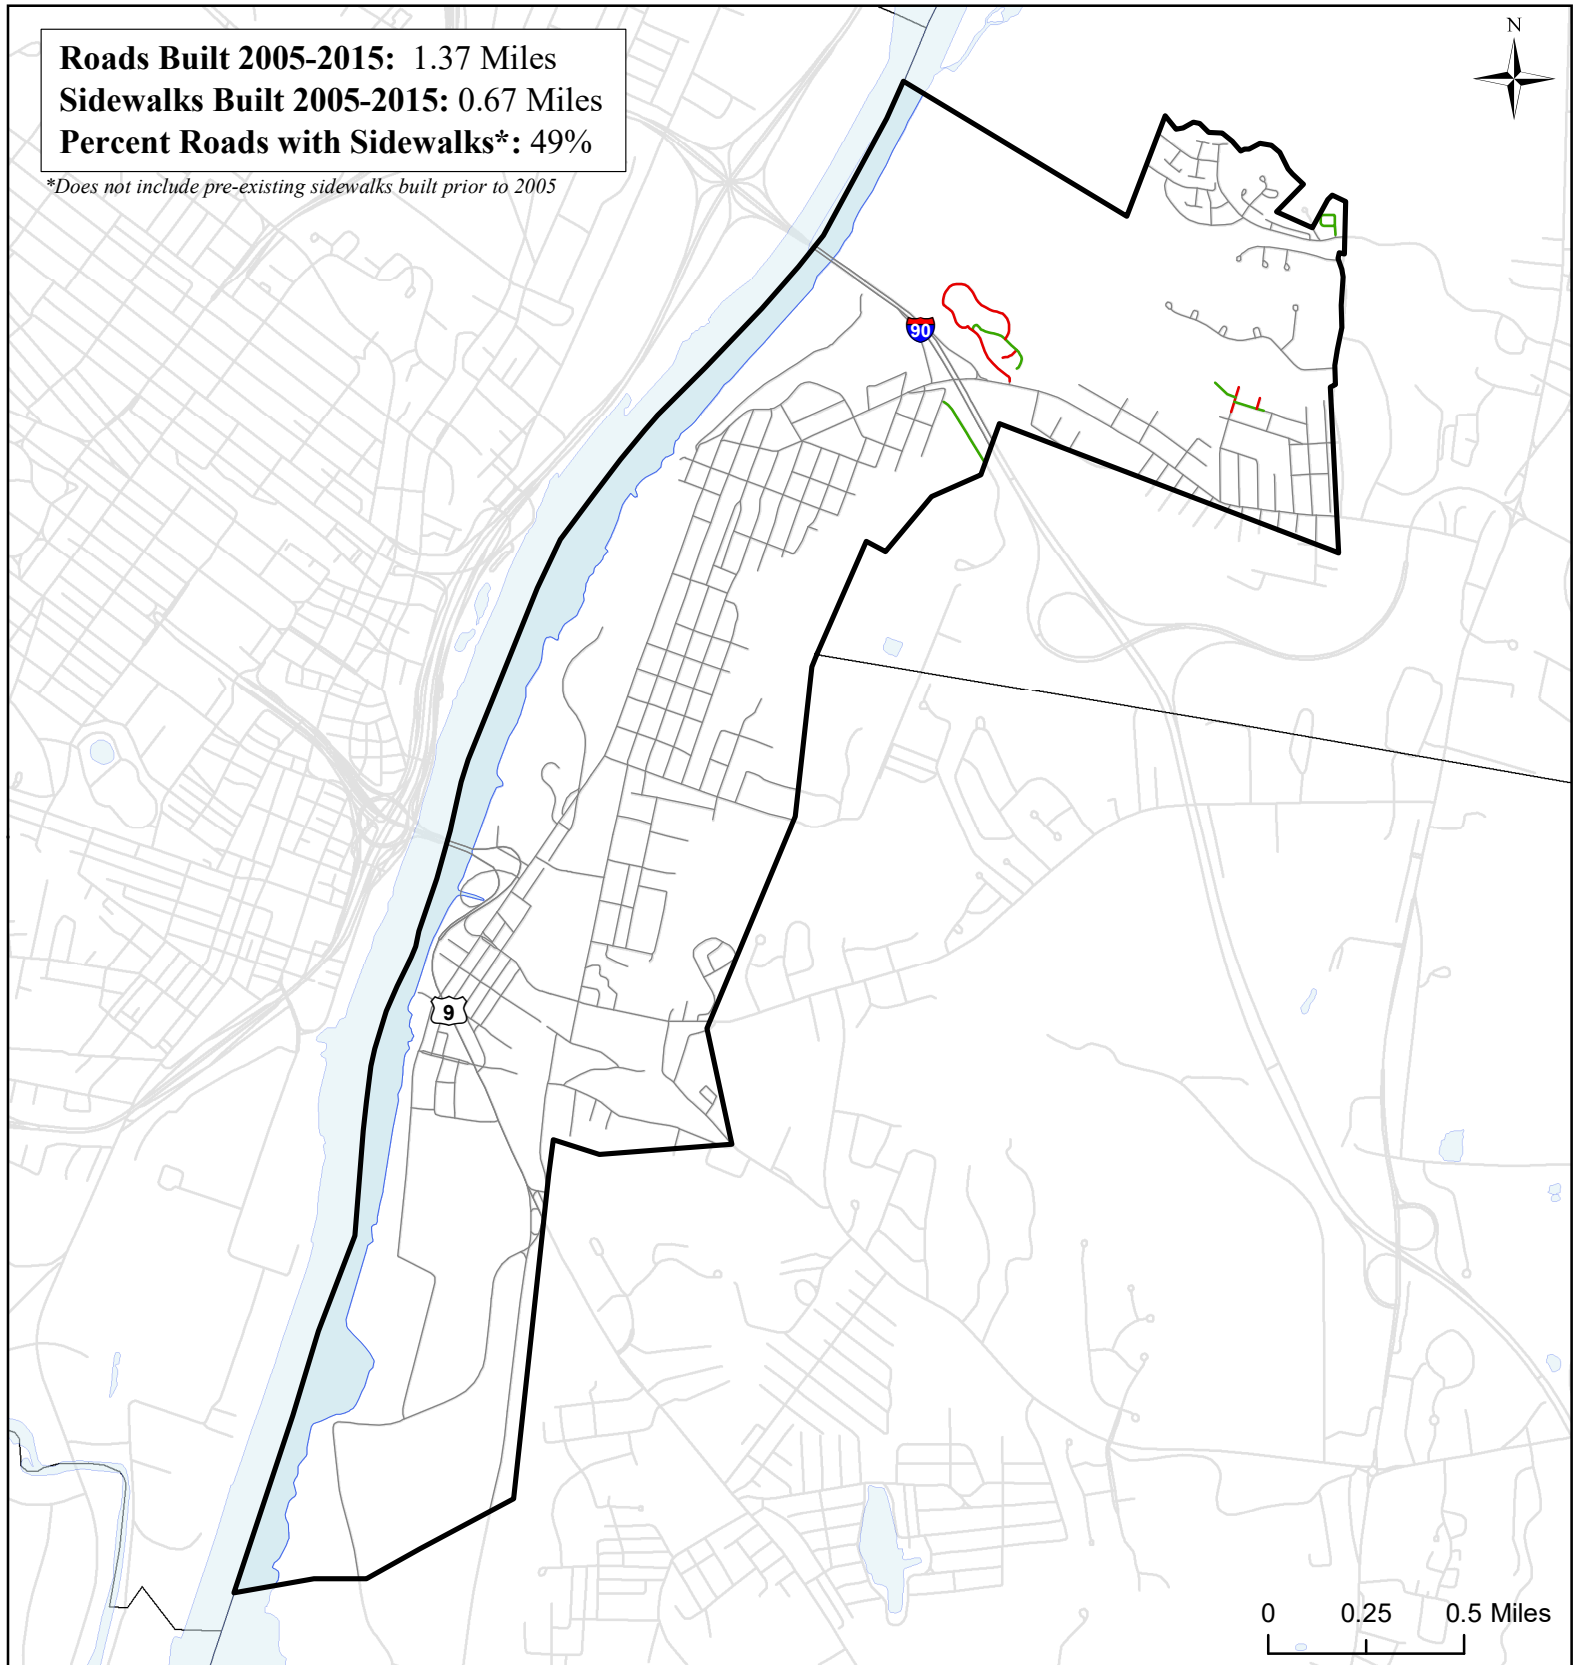 Roads Built 2005-2015: 1.37 Miles
Sidewalks Built 2005-2015: 0.67 Miles
Percent Roads with Sidewalks*: 49%
*Does not include pre-existing sidewalks built prior to 2005
N
90
9
0 0.25 0.5 Miles